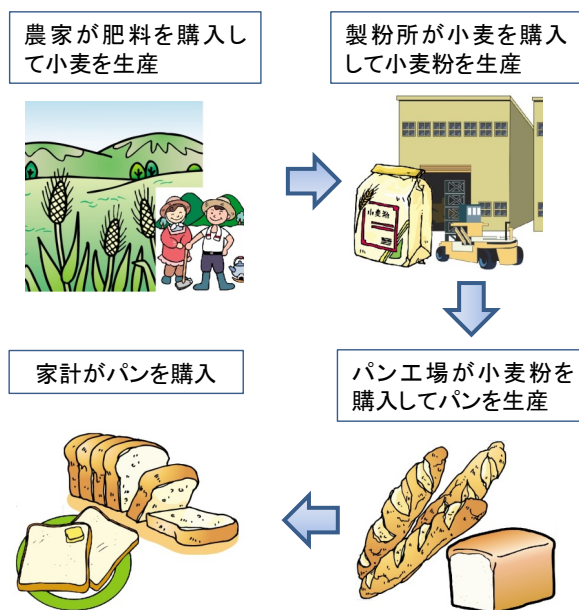 農家が肥料を購入し
て小麦を生産
製粉所が小麦を購入
して小麦粉を生産
小麦粉
パン工場が小麦粉を
購入してパンを生産
家計がパンを購入